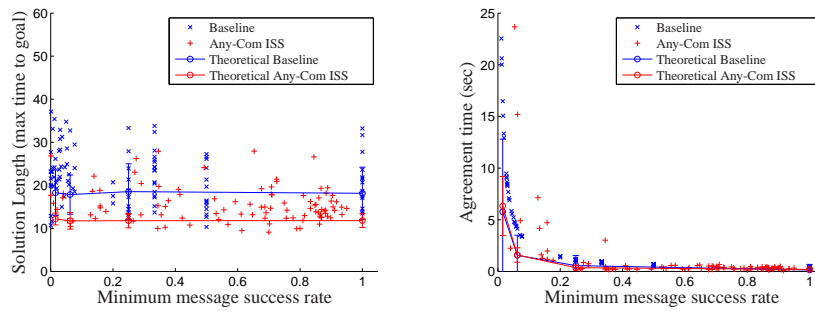 60
50
40
30
20
10
0
0
0.2
0.4
0.6
0.8
1
Solution Length (max time to goal)
Minimum message success rate
Baseline
Any-Com ISS
Theoretical Baseline
Theoretical Any-Com ISS
25
20
15
10
5
0
0
0.2
0.4
0.6
0.8
1
Agreement time (sec)
Minimum message success rate
Baseline
Any-Com ISS
Theoretical Baseline
Theoretical Any-Com ISS